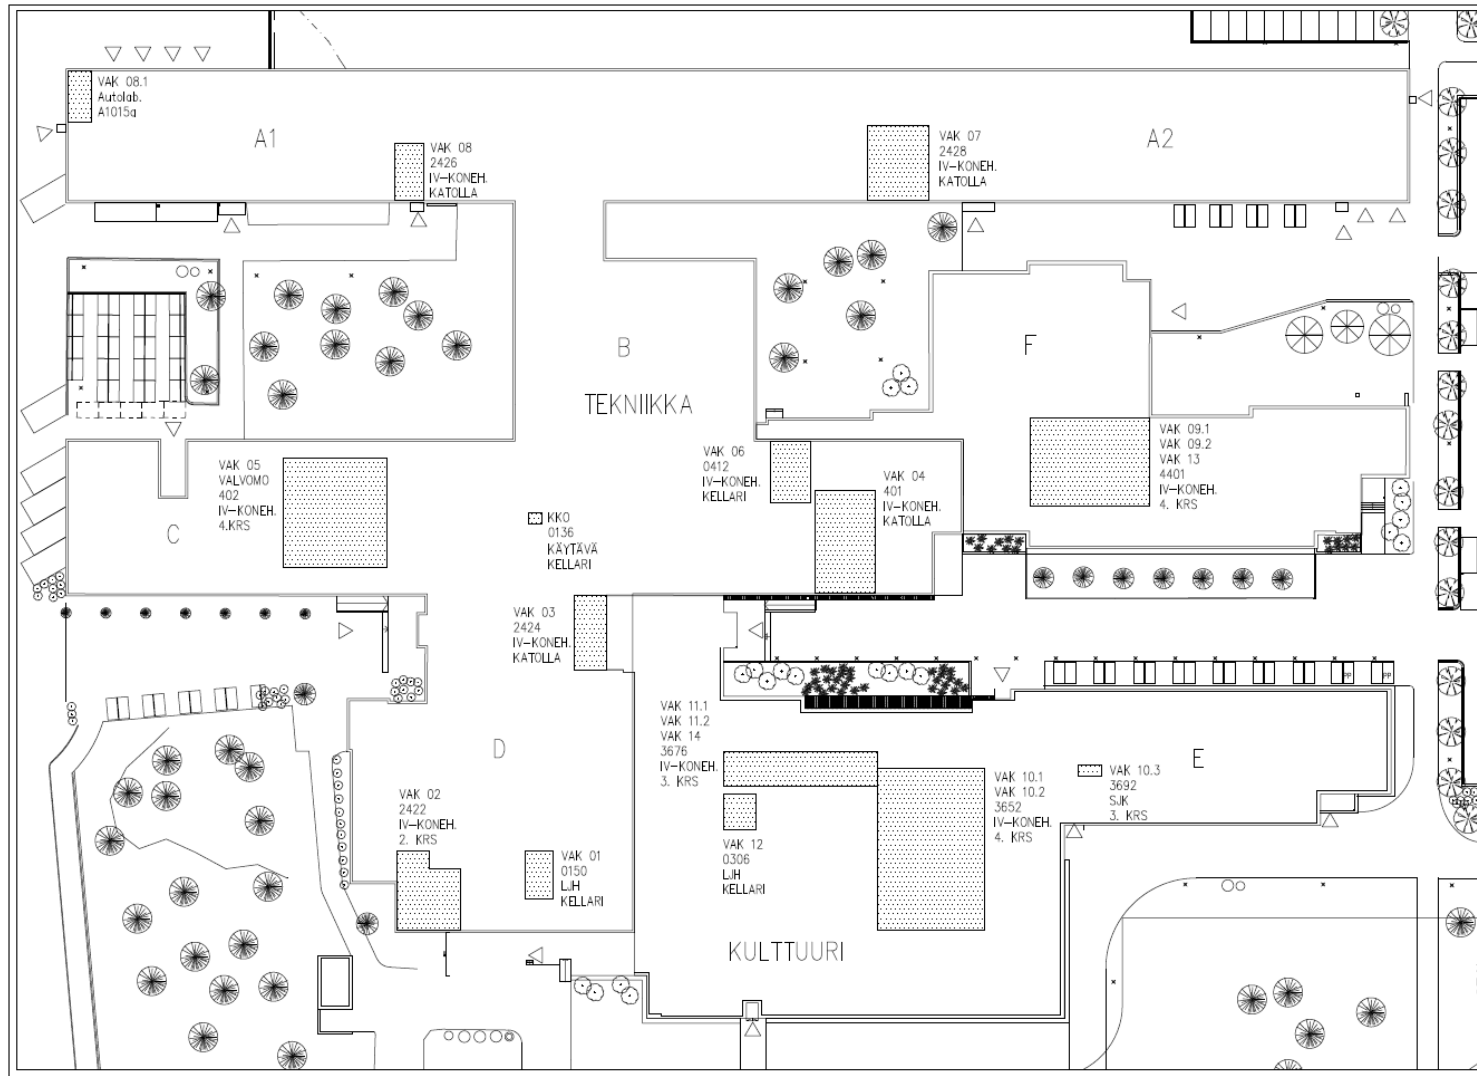 VAK 08.1
Autolab.
A1015a
A1
VAK 08
2426
IV-KONEH.
KATOLLA
VAK 07
2428
IV-KONEH.
KATOLLA
A2
B
TEKNIIKKA
F
VAK 05
VALVOMO
402
IV-KONEH.
4.KRS
C
KKO
0136
KÄYTÄVÄ
KELLARI
VAK 06
0412
IV-KONEH.
KELLARI
VAK 04
401
IV-KONEH.
KATOLLA
VAK 09.1
VAK 09.2
VAK 13
4401
IV-KONEH.
4. KRS
VAK 03
2424
IV-KONEH.
KATOLLA
PP
PP
D
VAK 02
2422
IV-KONEH.
2. KRS
VAK 01
0150
LJH
KELLARI
VAK 11.1
VAK 11.2
VAK 14
3676
IV-KONEH.
3. KRS
VAK 12
0306
LJH
KELLARI
VAK 10.1
VAK 10.2
3652
IV-KONEH.
4. KRS
VAK 10.3
3692
SJK
3. KRS
E
KULTTUURI